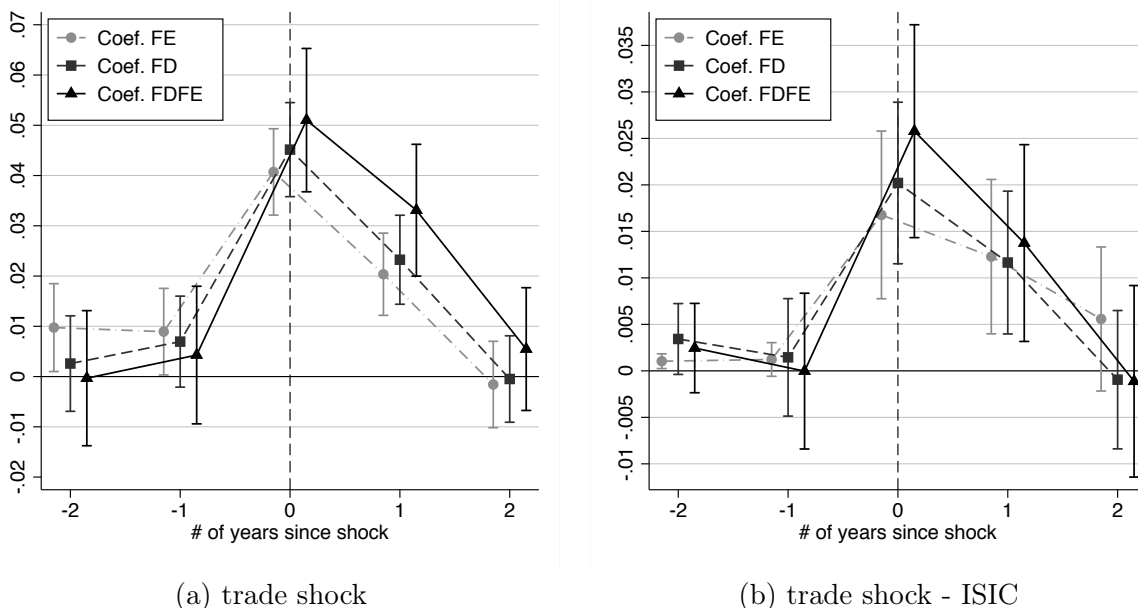 .07
.06
.05
.04
.03
.02
.01
0
-.01
-.02
Coef. FE
Coef. FD
Coef. FDFE
-2 -1 0 1 2
# of years since shock
(a) trade shock
.035
.03
.025
.02
.015
.01
.005
0
-.005
-.01
Coef. FE
Coef. FD
Coef. FDFE
-2 -1 0 1 2
# of years since shock
(b) trade shock - ISIC